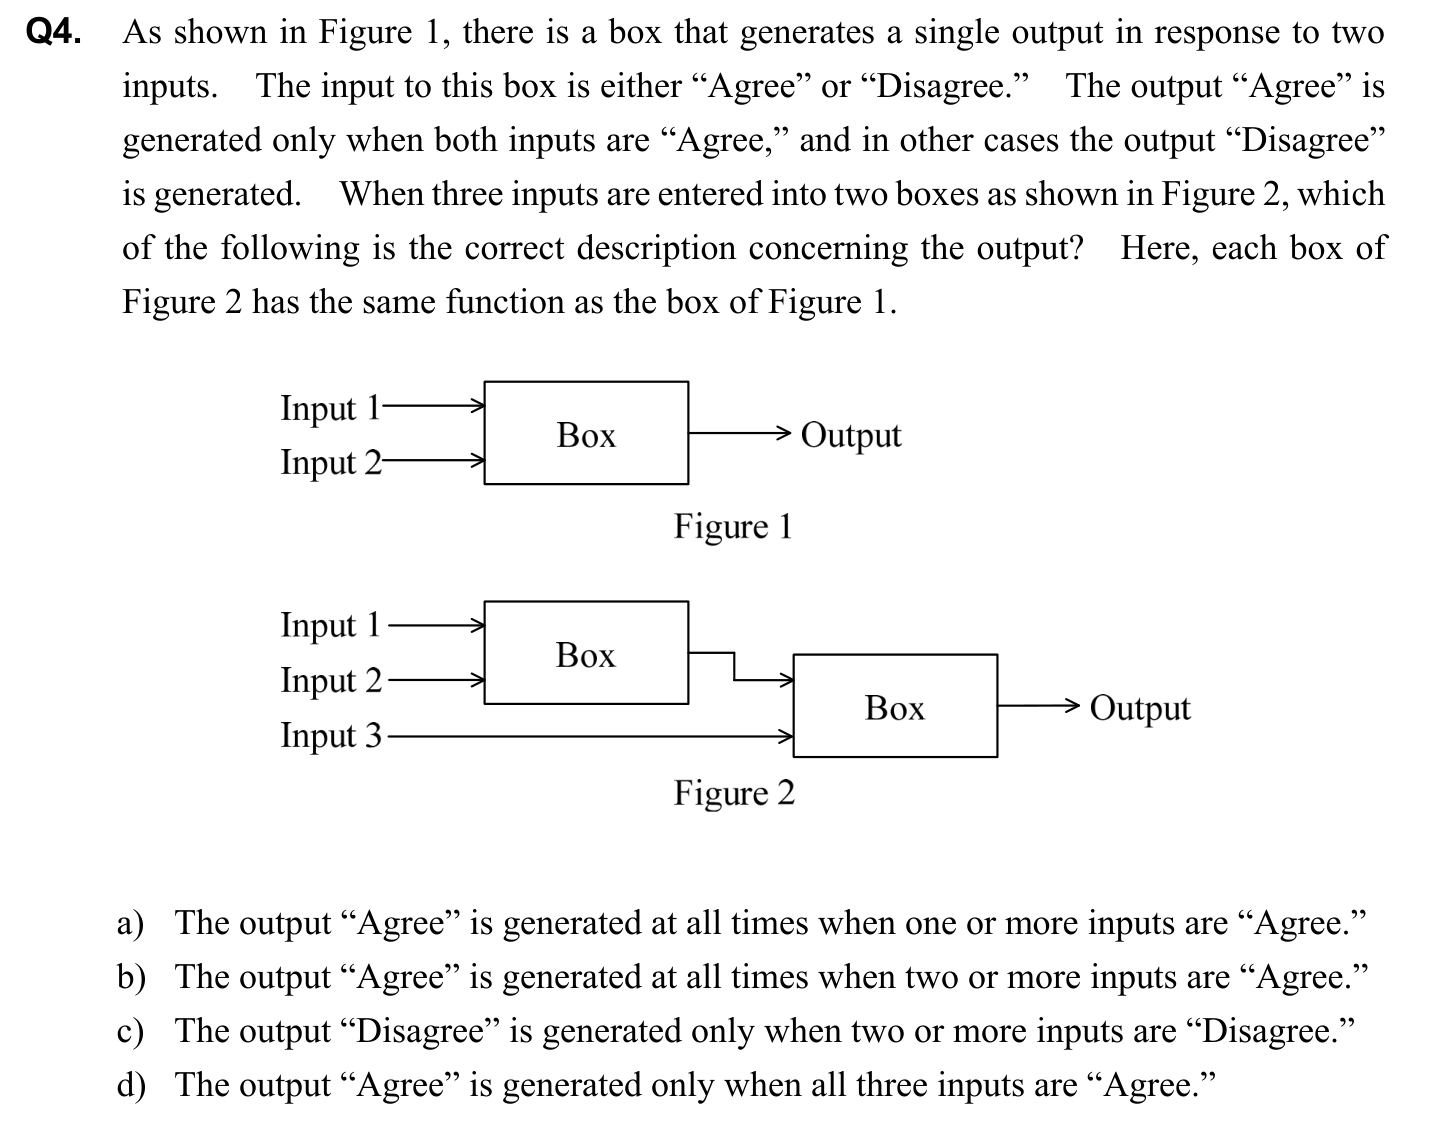 Q4. As shown in Figure 1, there is a box that generates a single output in response to two
inputs. The input to this box is either “Agree” or “Disagree.” The output “Agree” is
generated only when both inputs are “Agree,” and in other cases the output “Disagree”
is generated. When three inputs are entered into two boxes as shown in Figure 2, which
of the following is the correct description concerning the output? Here, each box of
Figure 2 has the same function as the box of Figure 1.
Input 1
Input 2
Box
Output
Figure 1
Input 1
Input 2
Input 3
Box
Box
Output
Figure 2
a) The output “Agree” is generated at all times when one or more inputs are “Agree.”
b) The output “Agree” is generated at all times when two or more inputs are “Agree.”
c) The output “Disagree” is generated only when two or more inputs are “Disagree.”
d) The output “Agree” is generated only when all three inputs are “Agree.”